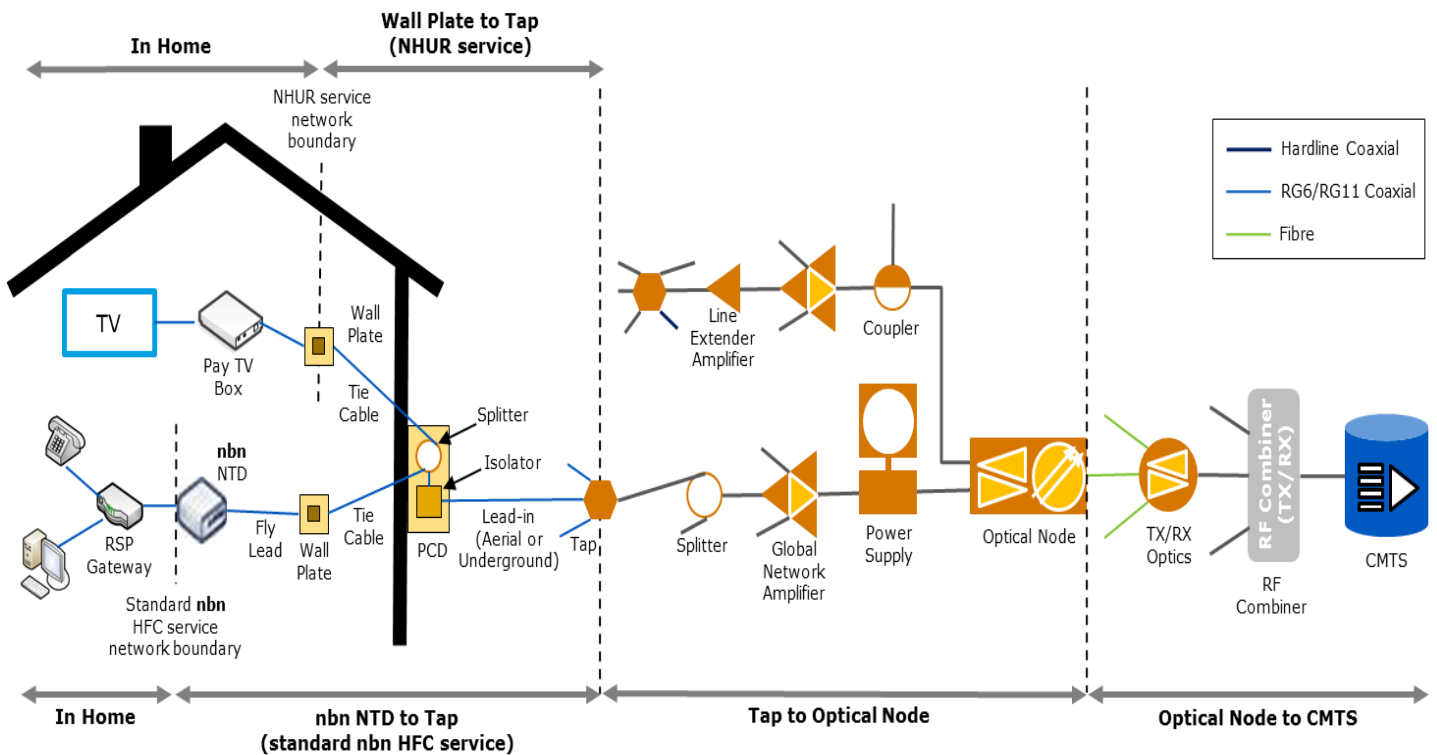 Wall Plate to Tap
(NHUR service)
In Home
NHUR service
network
boundary
Hardline Coaxial
RG6/RG11 Coaxial
Fibre
TV
Pay TV
Box
Wall
Plate
Tie
Cable
Line
Extender
Amplifier
Coupler
Splitter
Isolator
nbn
NTD
RSP
Gateway
Fly
Lead
Wall
Plate
Tie
Cable
PCD
Lead-in
(Aerial or
Underground)
Tap
Splitter
Global
Network
Amplifier
Power
Supply
Optical Node
TX/RX
Optics
RF Combiner
(TX/RX)
RF
Combiner
CMTS
Standard nbn
HFC service
network boundary
In Home
nbn NTD to Tap
(standard nbn HFC service)
Tap to Optical Node
Optical Node to CMTS